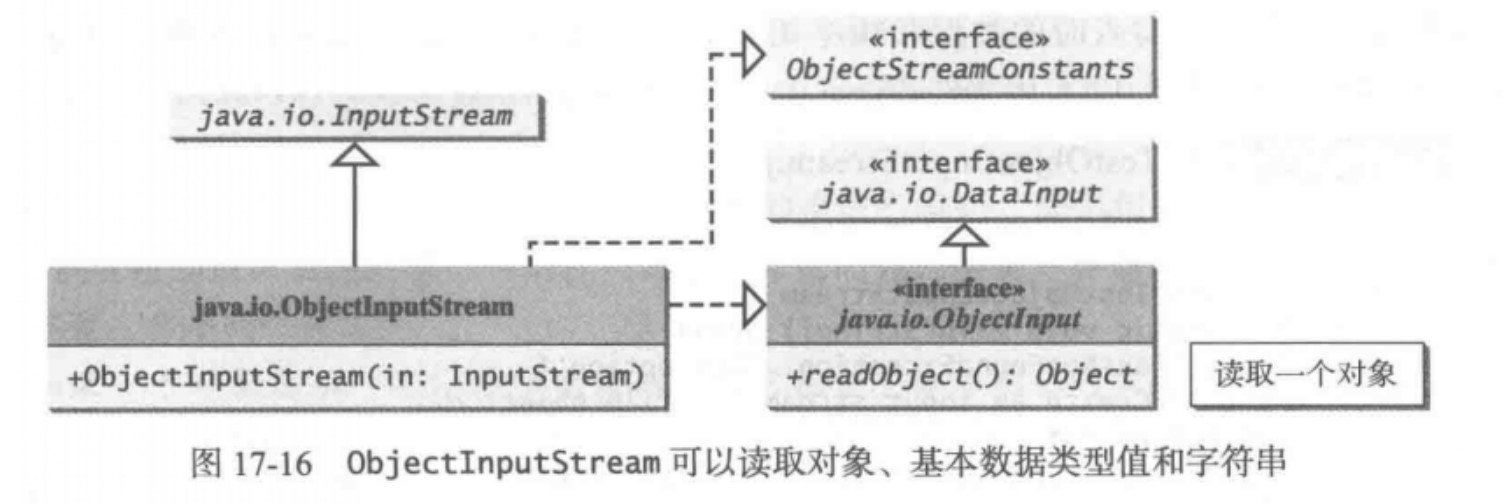 «interface»
ObjectStreamConstants
java.io.InputStream
«interface»
java.io.DataInput
java.io.ObjectInputStream
«interface»
java.io.ObjectInput
+ObjectInputStream(in: InputStream)
+readObject(): Object
读取一个对象
图 17-16 ObjectInputStream 可以读取对象、基本数据类型值和字符串